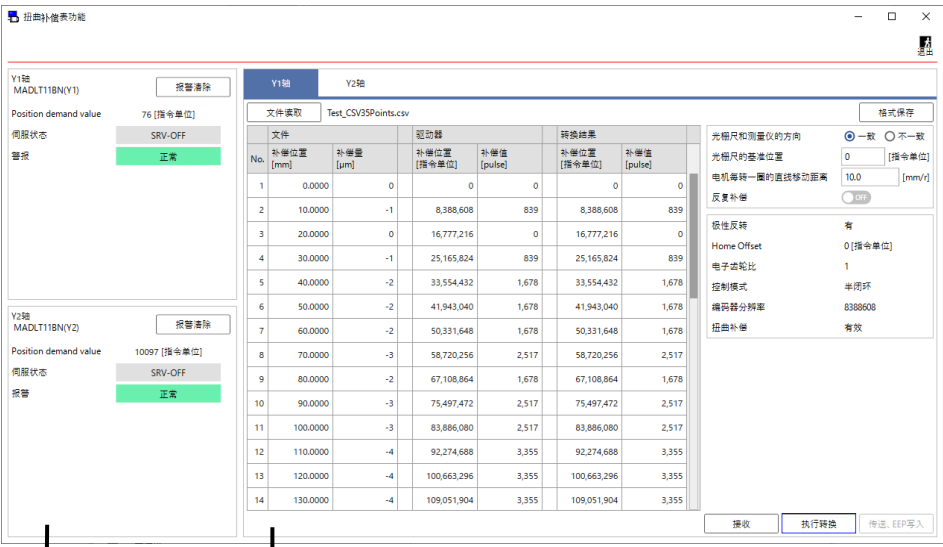 扭曲补偿表功能
退出
Y1轴
MADLT11BN(Y1)
报警清除
Position demand value 76 [指令单位]
伺服状态 SRV-OFF
警报 正常
Y2轴
MADLT11BN(Y2)
报警清除
Position demand value 10097 [指令单位]
伺服状态 SRV-OFF
报警 正常
Y1轴 Y2轴
文件读取 Test_CSV35Points.csv 格式保存
文件 驱动器 转换结果
No. 补偿位置 [mm] 补偿量 [μm] 补偿位置 [指令单位] 补偿值 [pulse] 补偿位置 [指令单位] 补偿值 [pulse]
1 0.0000 0 0 0 0 0
2 10.0000 -1 8,388,608 839 8,388,608 839
3 20.0000 0 16,777,216 0 16,777,216 0
4 30.0000 -1 25,165,824 839 25,165,824 839
5 40.0000 -2 33,554,432 1,678 33,554,432 1,678
6 50.0000 -2 41,943,040 1,678 41,943,040 1,678
7 60.0000 -2 50,331,648 1,678 50,331,648 1,678
8 70.0000 -3 58,720,256 2,517 58,720,256 2,517
9 80.0000 -2 67,108,864 1,678 67,108,864 1,678
10 90.0000 -3 75,497,472 2,517 75,497,472 2,517
11 100.0000 -3 83,886,080 2,517 83,886,080 2,517
12 110.0000 -4 92,274,688 3,355 92,274,688 3,355
13 120.0000 -4 100,663,296 3,355 100,663,296 3,355
14 130.0000 -4 109,051,904 3,355 109,051,904 3,355
光栅尺和测量仪的方向 一致 不一致
光栅尺的基准位置 0 [指令单位]
电机每转一圈的直线移动距离 10.0 [mm/r]
反复补偿 OFF
极性反转 有
Home Offset 0 [指令单位]
电子齿轮比 1
控制模式 半闭环
编码器分辨率 8388608
扭曲补偿 有效
接收 执行转换 传送、EEP写入